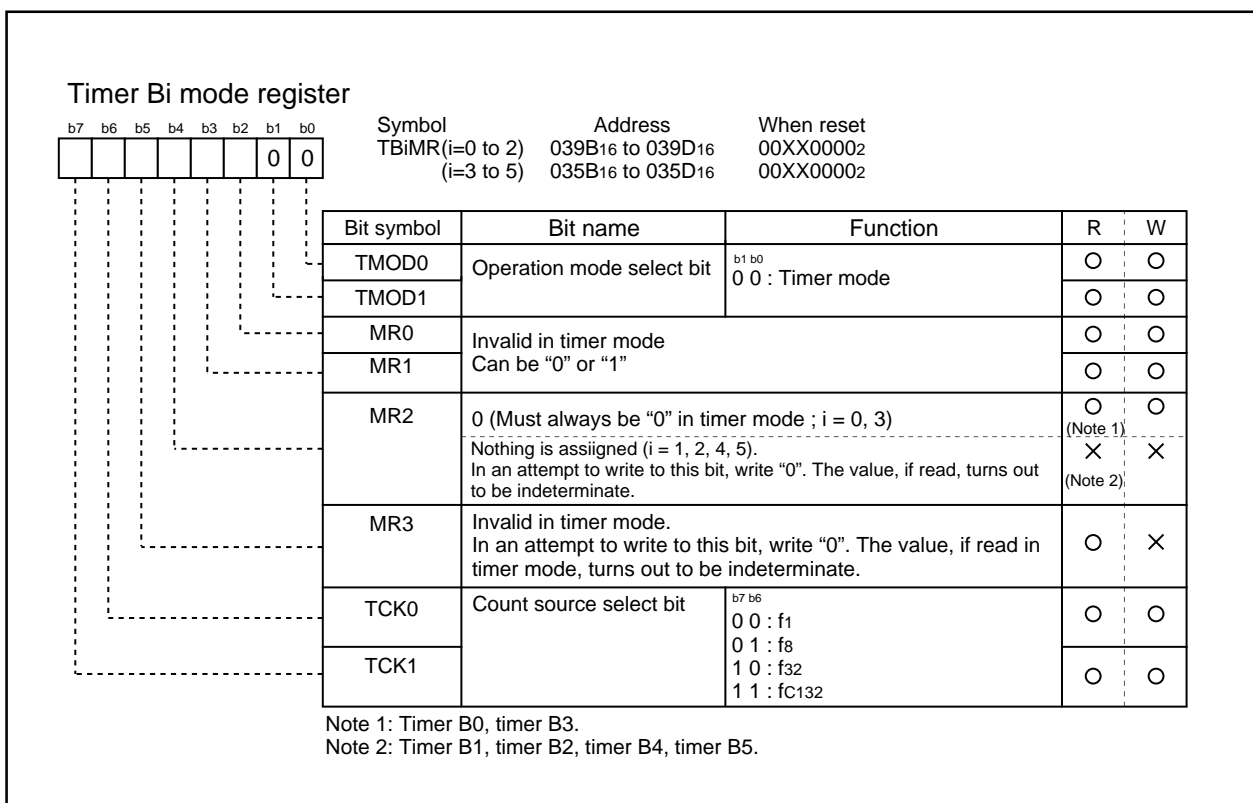 Timer Bi mode register
b7 b6 b5 b4 b3 b2 b1 b0
0 0
Symbol Address When reset
TBiMR(i=0 to 2) 039B16 to 039D16 00XX00002
(i=3 to 5) 035B16 to 035D16 00XX00002
Bit symbol Bit name Function R W
TMOD0 Operation mode select bit b1 b0
0 0 : Timer mode
TMOD1
MR0 Invalid in timer mode
MR1 Can be “0” or “1”
MR2 0 (Must always be “0” in timer mode ; i = 0, 3)
(Note 1)
Nothing is assiigned (i = 1, 2, 4, 5).
In an attempt to write to this bit, write “0”. The value, if read, turns out
to be indeterminate.
(Note 2)
MR3 Invalid in timer mode.
In an attempt to write to this bit, write “0”. The value, if read in
timer mode, turns out to be indeterminate.
TCK0 Count source select bit b7 b6
0 0 : f1
0 1 : f8
TCK1 1 0 : f32
1 1 : fC132
Note 1: Timer B0, timer B3.
Note 2: Timer B1, timer B2, timer B4, timer B5.